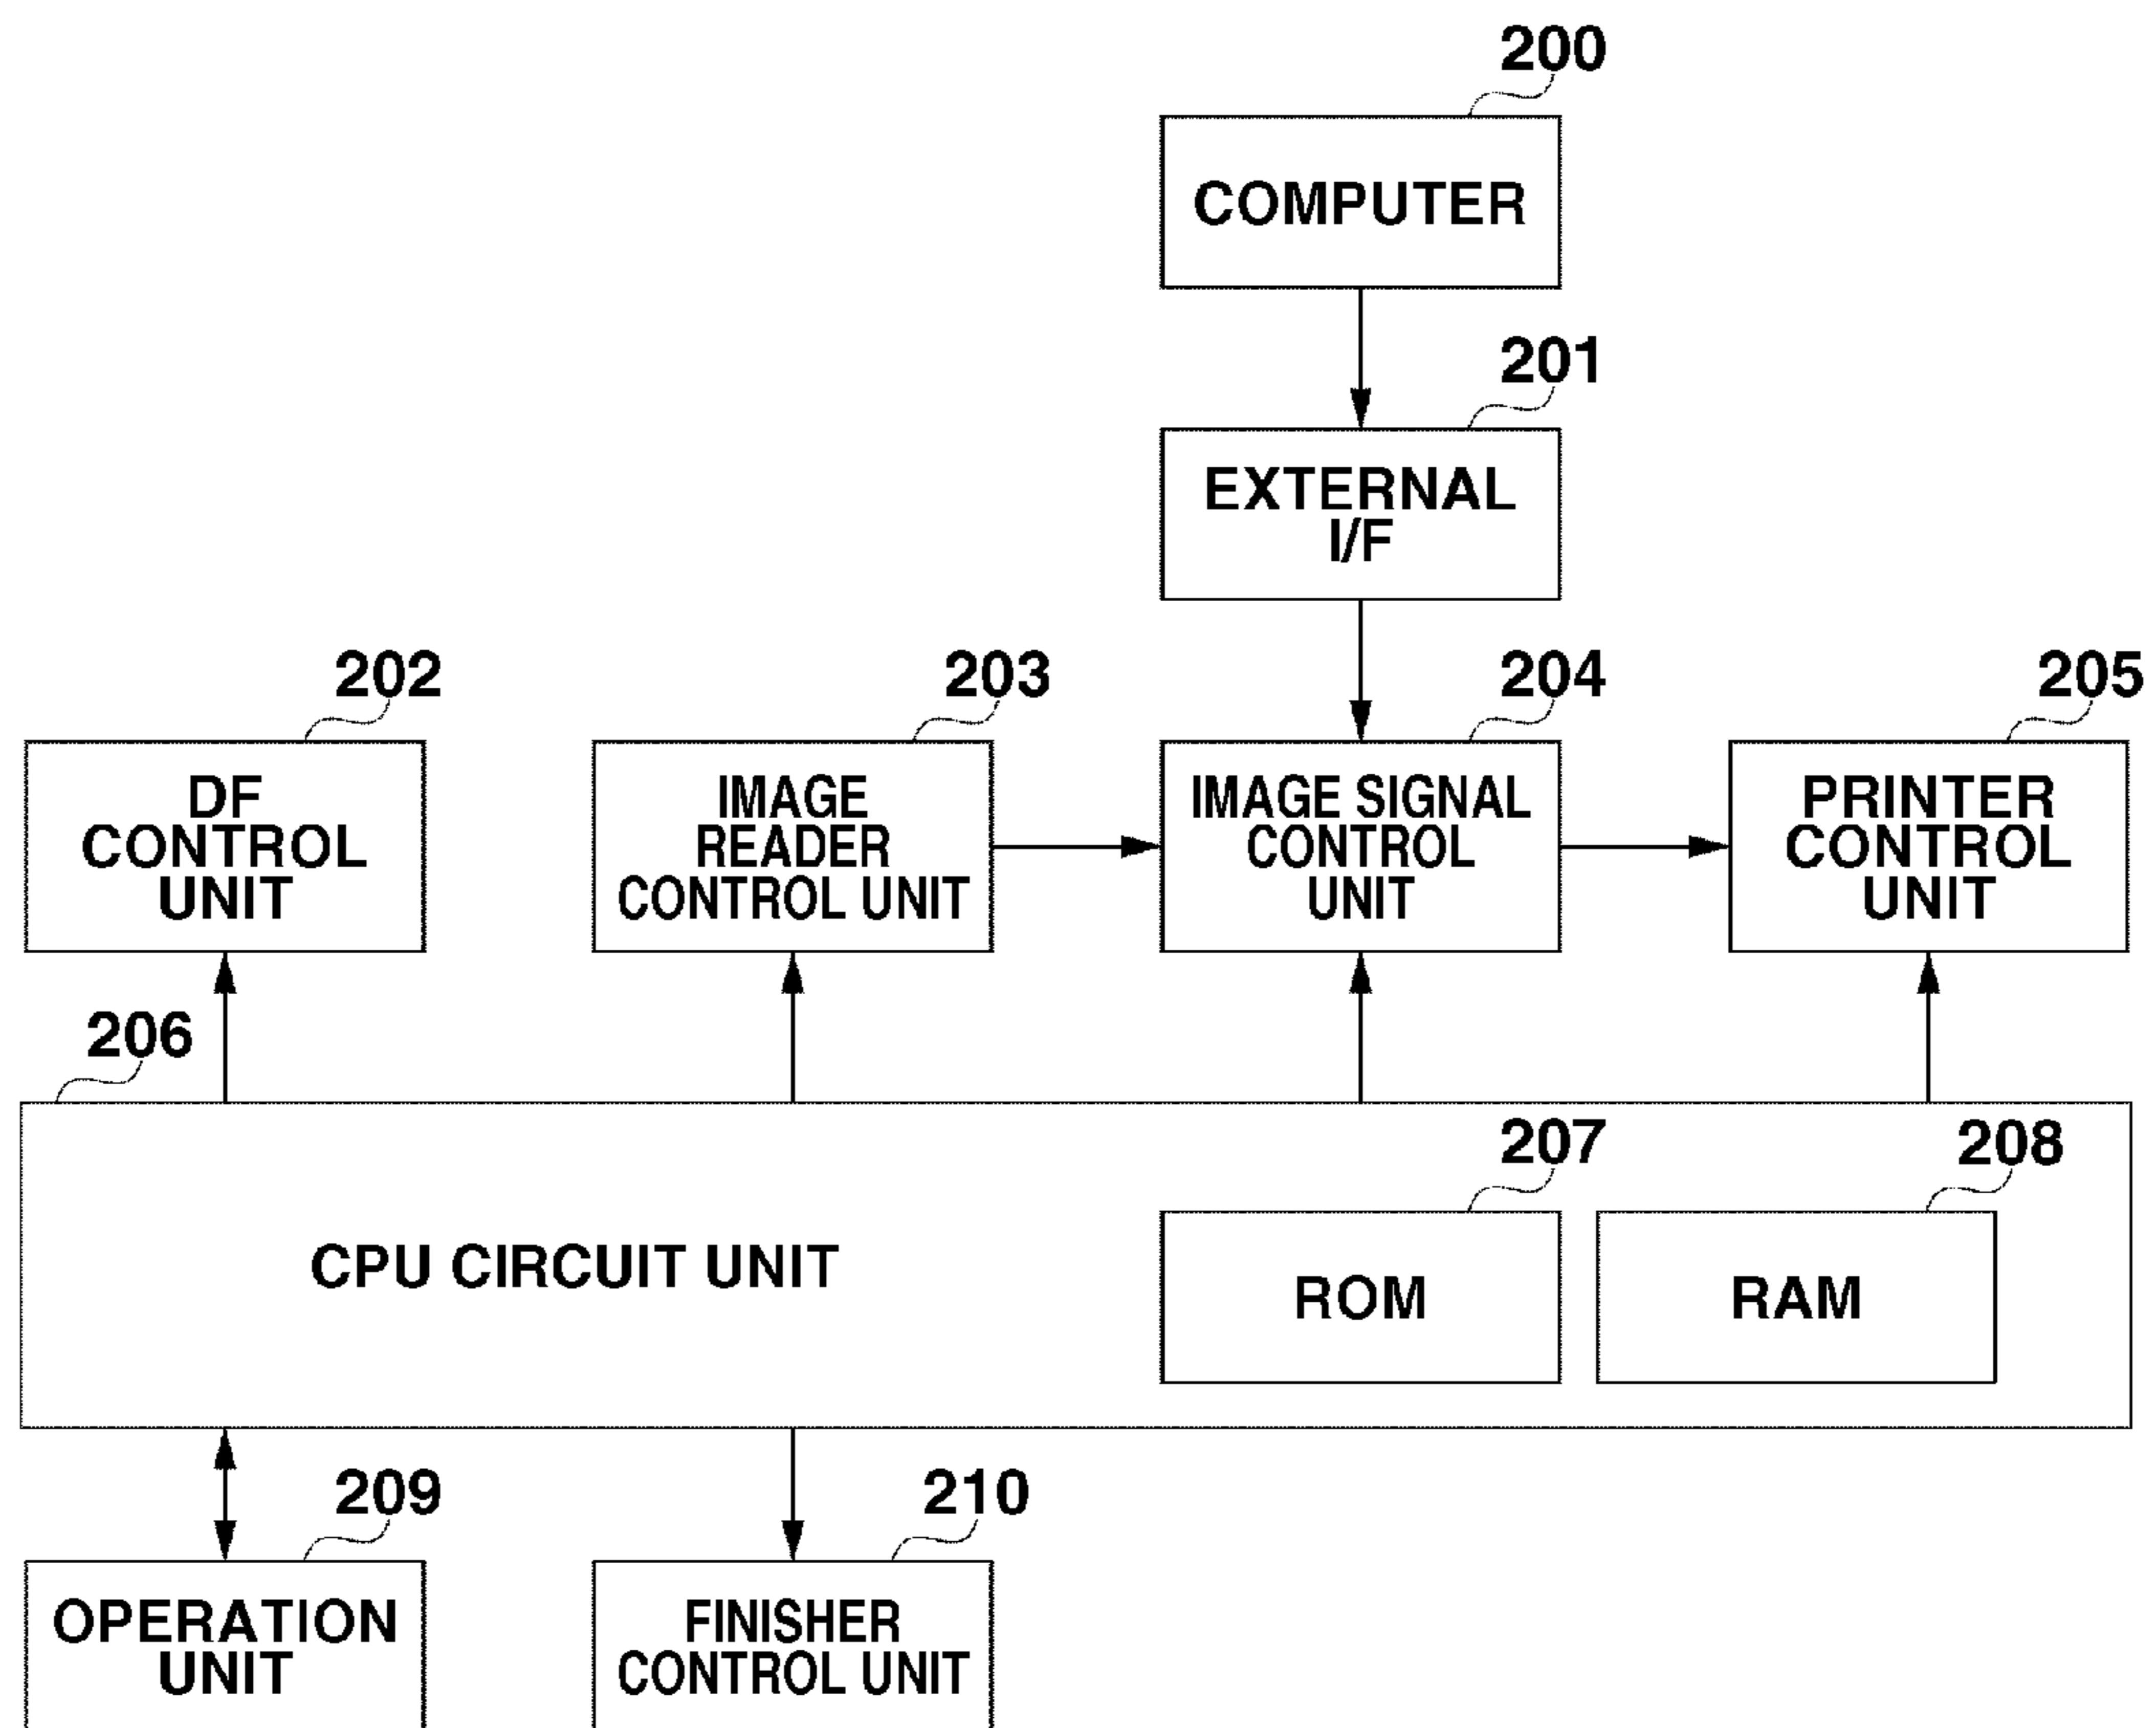 200
COMPUTER
201
EXTERNAL
I/F
202
DF
CONTROL
UNIT
203
IMAGE
READER
CONTROL UNIT
204
IMAGE SIGNAL
CONTROL
UNIT
205
PRINTER
CONTROL
UNIT
206
CPU CIRCUIT UNIT
207
ROM
208
RAM
209
OPERATION
UNIT
210
FINISHER
CONTROL UNIT